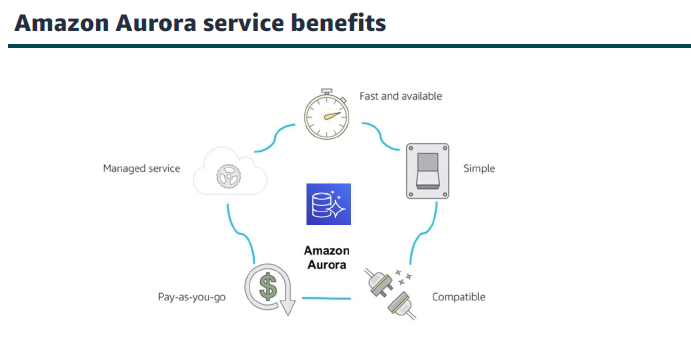 Amazon Aurora service benefits
Fast and available
Managed service
Simple
Amazon
Aurora
Pay-as-you-go
Compatible
$